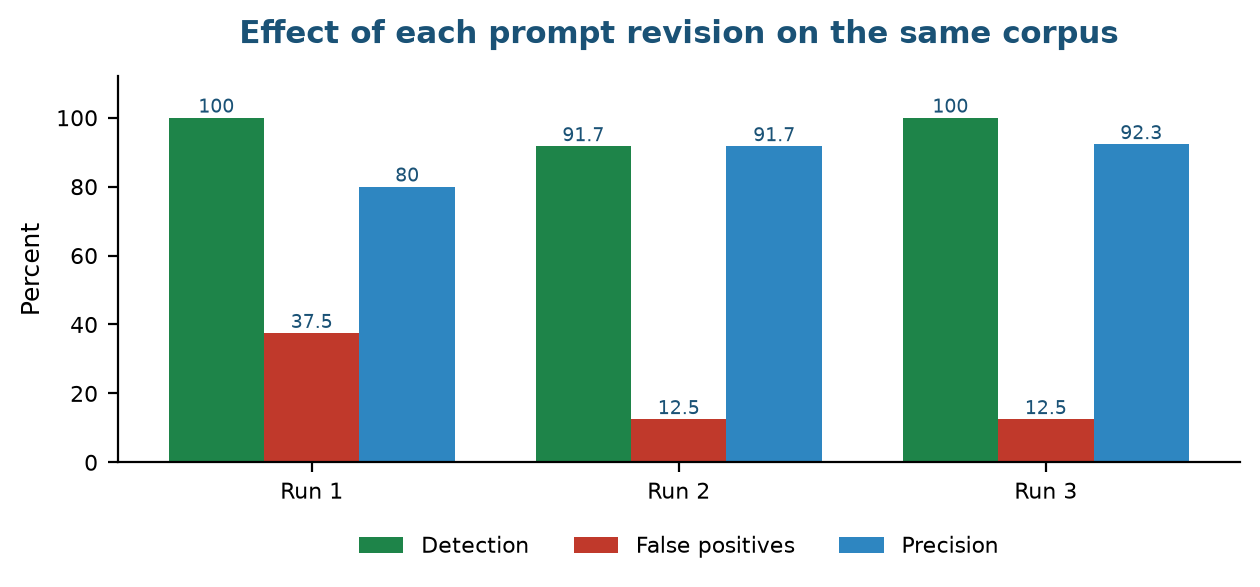 Effect of each prompt revision on the same corpus
100
37.5
80
91.7
12.5
91.7
100
12.5
92.3
Percent
100
80
60
40
20
0
Run 1
Run 2
Run 3
Detection
False positives
Precision